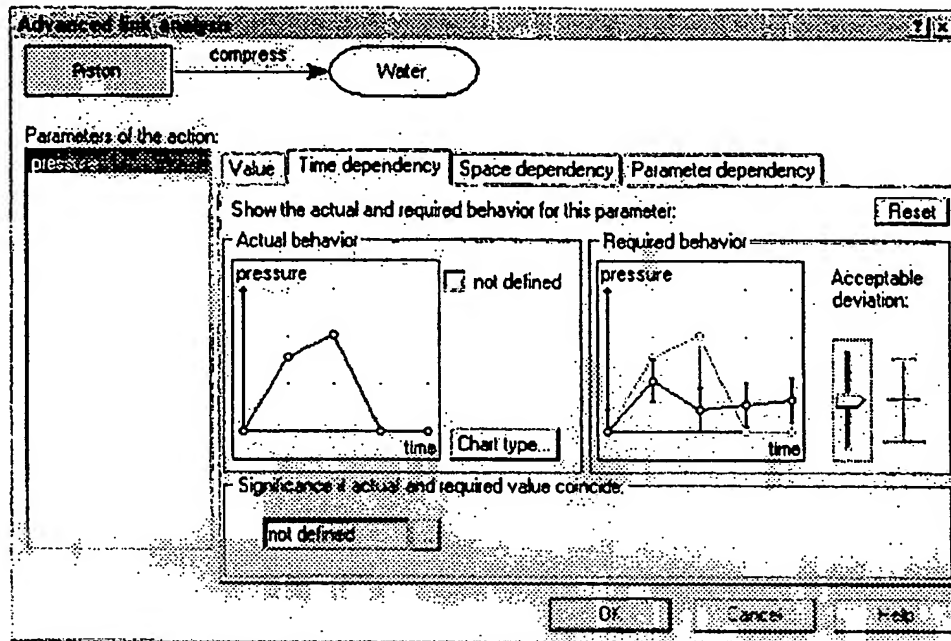 Advanced link analysis
Piston compress Water
Parameters of the action:
pressure
Value Time dependency Space dependency Parameter dependency
Show the actual and required behavior for this parameter: Reset
Actual behavior Required behavior
pressure not defined pressure Acceptable
deviation:
time Chart type... time
Significance if actual and required value coincide:
not defined
OK Cancel Help